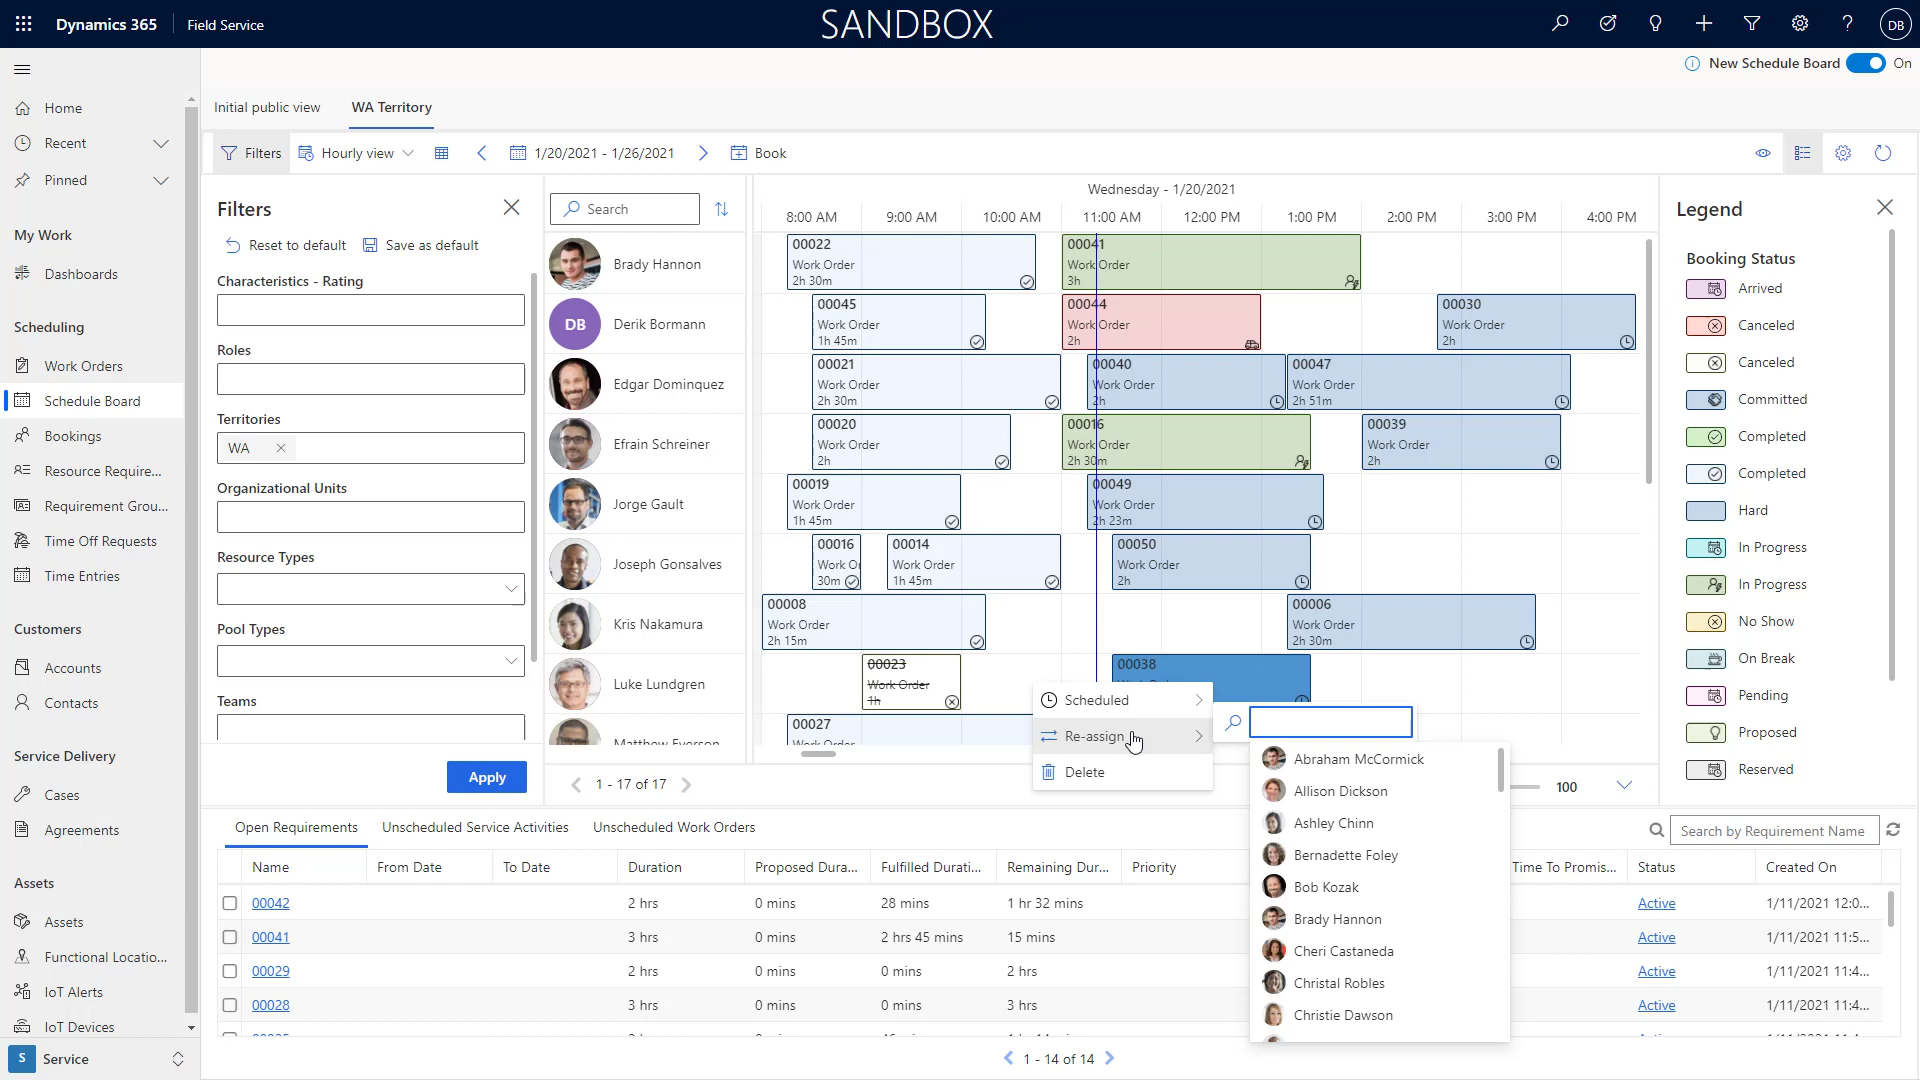 Dynamics 365
Field Service
SANDBOX
DB
New Schedule Board
On
Home
Recent
Pinned
My Work
Dashboards
Scheduling
Work Orders
Schedule Board
Bookings
Resource Require...
Requirement Grou...
Time Off Requests
Time Entries
Customers
Accounts
Contacts
Service Delivery
Cases
Agreements
Assets
Assets
Functional Locatio...
IoT Alerts
IoT Devices
S
Service
Initial public view
WA Territory
Filters
Hourly view
1/20/2021 - 1/26/2021
Book
Filters
Reset to default
Save as default
Characteristics - Rating
Roles
Territories
WA
Organizational Units
Resource Types
Pool Types
Teams
Apply
Search
Brady Hannon
DB
Derik Bormann
Edgar Dominquez
Efrain Schreiner
Jorge Gault
Joseph Gonsalves
Kris Nakamura
Luke Lundgren
Matthew Everson
1 - 17 of 17
Wednesday - 1/20/2021
8:00 AM
9:00 AM
10:00 AM
11:00 AM
12:00 PM
1:00 PM
2:00 PM
3:00 PM
4:00 PM
00022
Work Order
2h 30m
00041
Work Order
3h
00045
Work Order
1h 45m
00044
Work Order
2h
00030
Work Order
2h
00021
Work Order
2h 30m
00040
Work Order
2h
00047
Work Order
2h 51m
00020
Work Order
2h
00016
Work Order
2h 30m
00039
Work Order
2h
00019
Work Order
1h 45m
00049
Work Order
2h 23m
00016
Work O
30m
00014
Work Order
1h 45m
00050
Work Order
2h
00008
Work Order
2h 15m
00006
Work Order
2h 30m
00023
Work Order
1h
00038
00027
Work Order
Scheduled
Re-assign
Delete
Abraham McCormick
Allison Dickson
Ashley Chinn
Bernadette Foley
Bob Kozak
Brady Hannon
Cheri Castaneda
Christal Robles
Christie Dawson
100
Legend
Booking Status
Arrived
Canceled
Canceled
Committed
Completed
Completed
Hard
In Progress
In Progress
No Show
On Break
Pending
Proposed
Reserved
Open Requirements
Unscheduled Service Activities
Unscheduled Work Orders
Search by Requirement Name
Name
From Date
To Date
Duration
Proposed Dura...
Fulfilled Durati...
Remaining Dur...
Priority
Time To Promis...
Status
Created On
00042
2 hrs
0 mins
28 mins
1 hr 32 mins
Active
1/11/2021 12:0...
00041
3 hrs
0 mins
2 hrs 45 mins
15 mins
Active
1/11/2021 11:5...
00029
2 hrs
0 mins
0 mins
2 hrs
Active
1/11/2021 11:4...
00028
3 hrs
0 mins
0 mins
3 hrs
Active
1/11/2021 11:4...
1 - 14 of 14